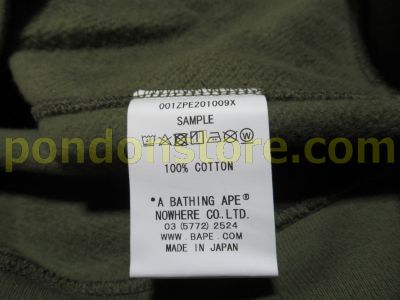 001ZPE201009X
SAMPLE
W
pondonstore.com
100% COTTON
"A BATHING APE®
NOWHERE CO.,LTD.
03(5772)2524
WWW.BAPE.COM
MADE IN JAPAN